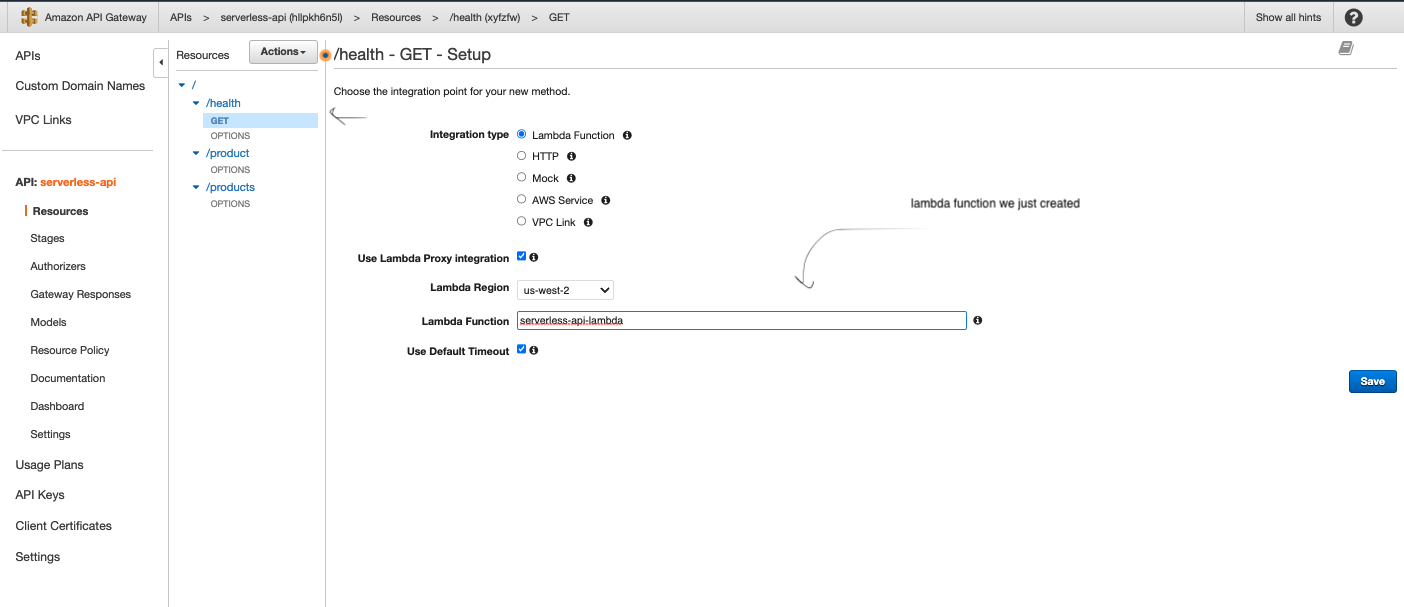 Amazon API Gateway APIs > serverless-api (hllpkh6n5l) > Resources > /health (xyfzfw) > GET Show all hints ?
APIs
Custom Domain Names
VPC Links
API: serverless-api
Resources
Stages
Authorizers
Gateway Responses
Models
Resource Policy
Documentation
Dashboard
Settings
Usage Plans
API Keys
Client Certificates
Settings
Resources Actions
/
/health
GET
OPTIONS
/product
OPTIONS
/products
OPTIONS
/health - GET - Setup
Choose the integration point for your new method.
Integration type Lambda Function
HTTP
Mock
AWS Service
VPC Link
lambda function we just created
Use Lambda Proxy integration
Lambda Region us-west-2
Lambda Function serverless-api-lambda
Use Default Timeout
Save